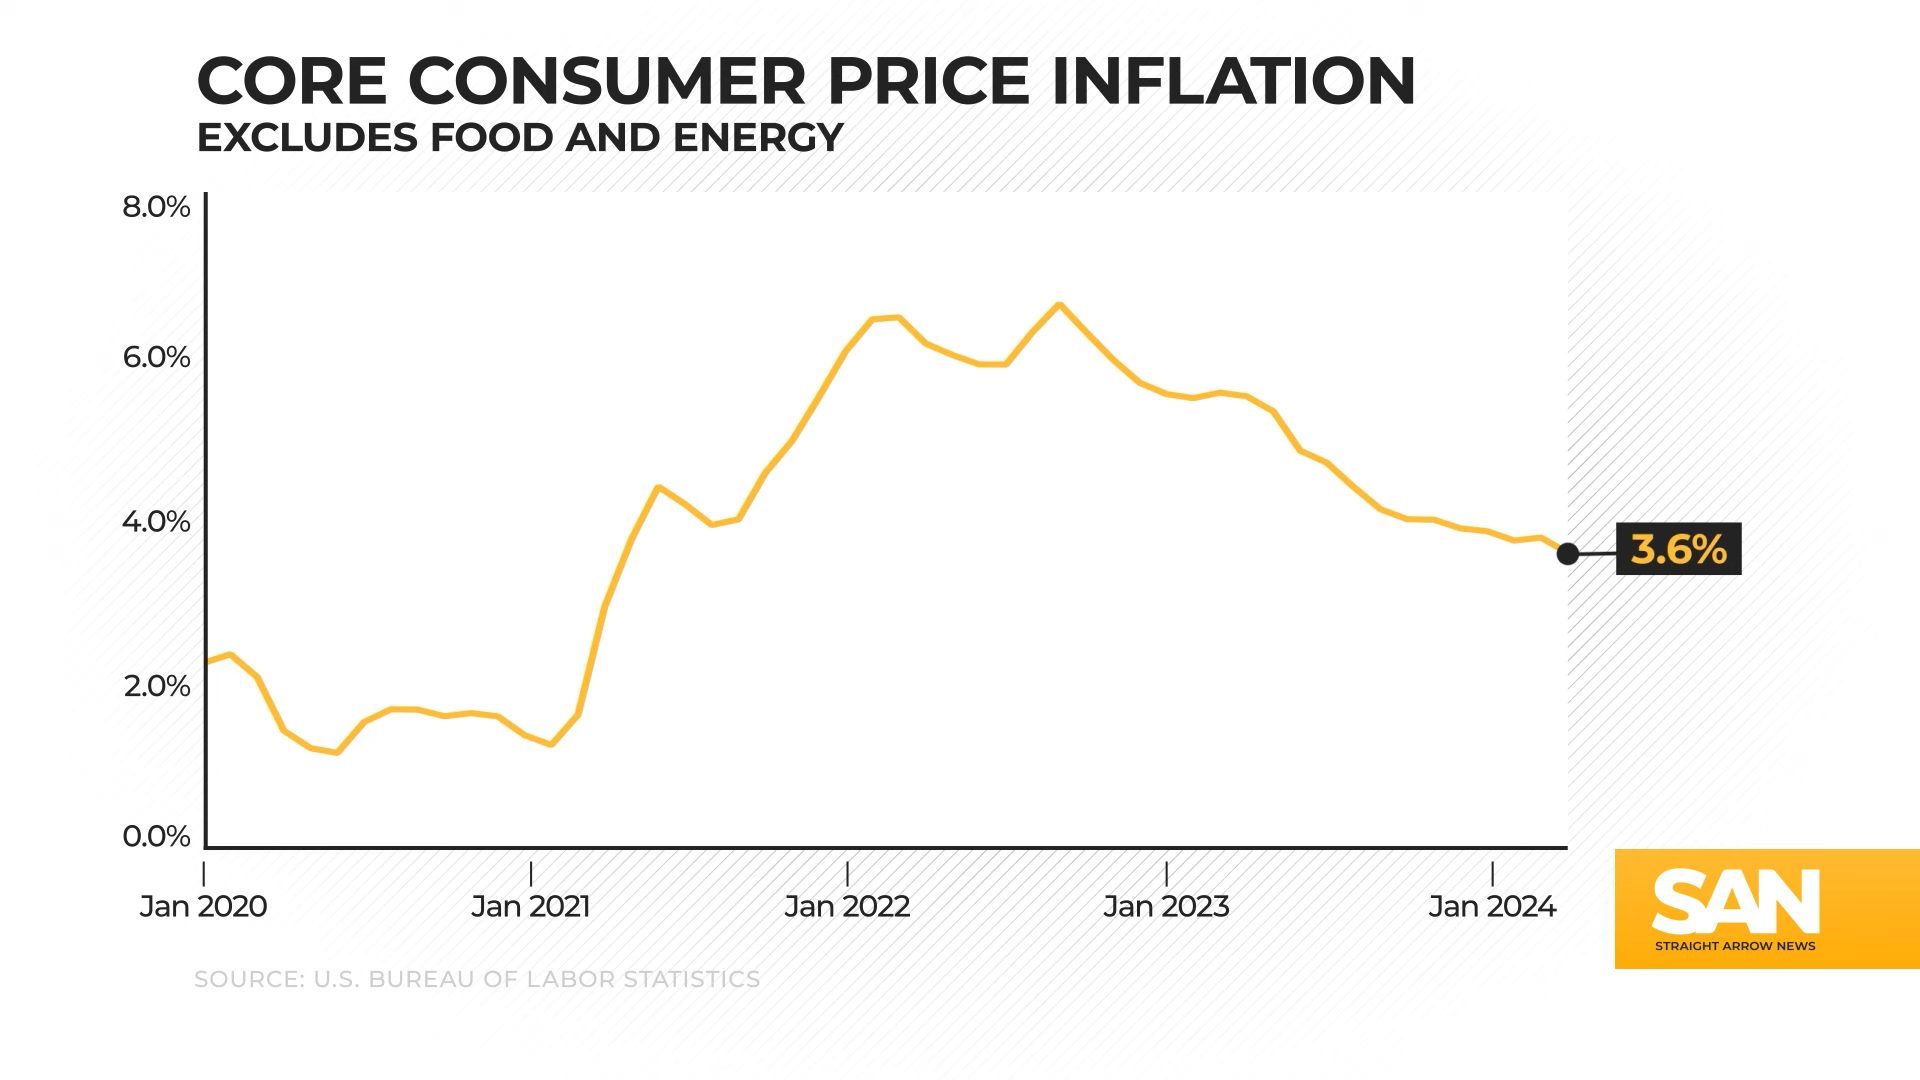 CORE CONSUMER PRICE INFLATION
EXCLUDES FOOD AND ENERGY
8.0%
6.0%
4.0%
3.6%
2.0%
0.0%
Jan 2020
Jan 2021
Jan 2022
Jan 2023
Jan 2024
SAN
STRAIGHT ARROW NEWS
SOURCE: U.S. BUREAU OF LABOR STATISTICS